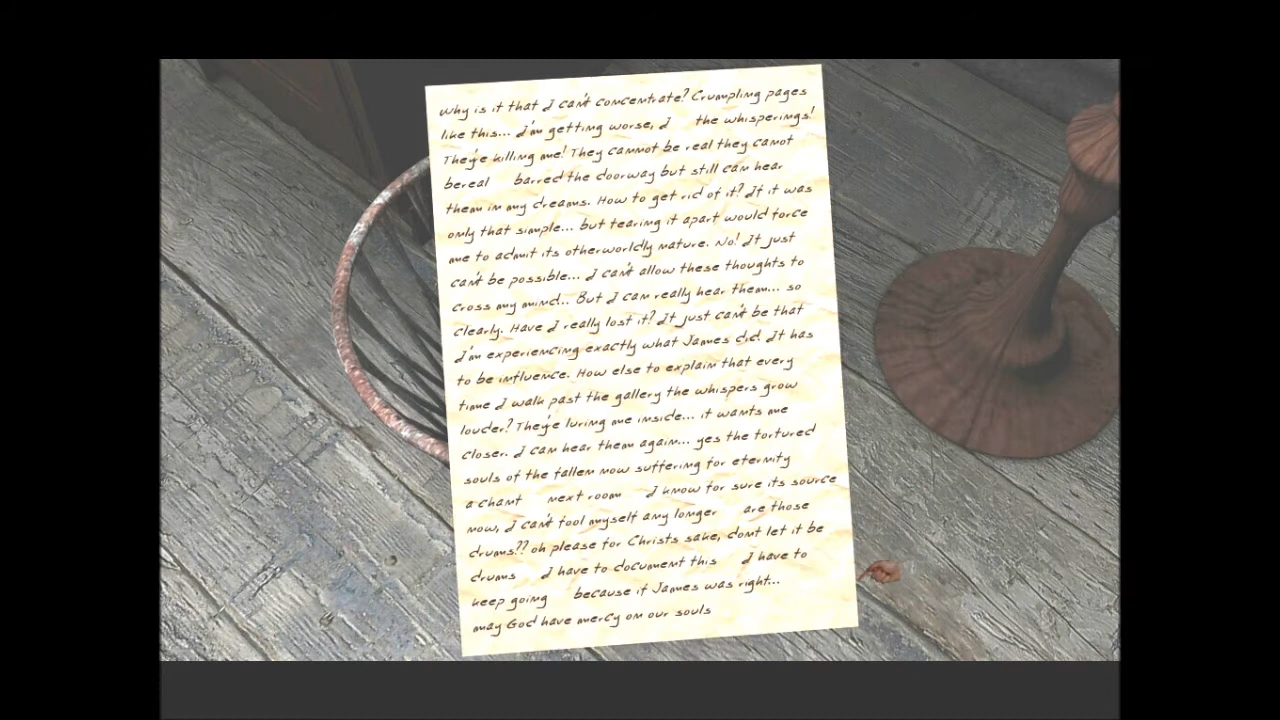 Why is it that I can't concentrate? Crumpling pages
like this... I'm getting worse, I the whisperings!
They're killing me! They cannot be real they canot
bereal barred the doorway but still can hear
them in my dreams. How to get rid of it? If it was
only that simple... but tearing it apart would force
me to admit its otherworldly nature. No! It just
can't be possible... I can't allow these thoughts to
cross my mind... But I can really hear them... so
clearly. Have I really lost it? It just can't be that
I'm experiencing exactly what James did. It has
to be influence. How else to explain that every
time I walk past the gallery the whispers grow
louder? They're luring me inside... it wants me
closer. I can hear them again... yes the tortured
souls of the fallen now suffering for eternity
a chant next room I know for sure its source
now, I can't fool myself any longer are those
drums?? oh please for Christs sake, dont let it be
drums I have to document this I have to
keep going because if James was right...
may God have mercy on our souls